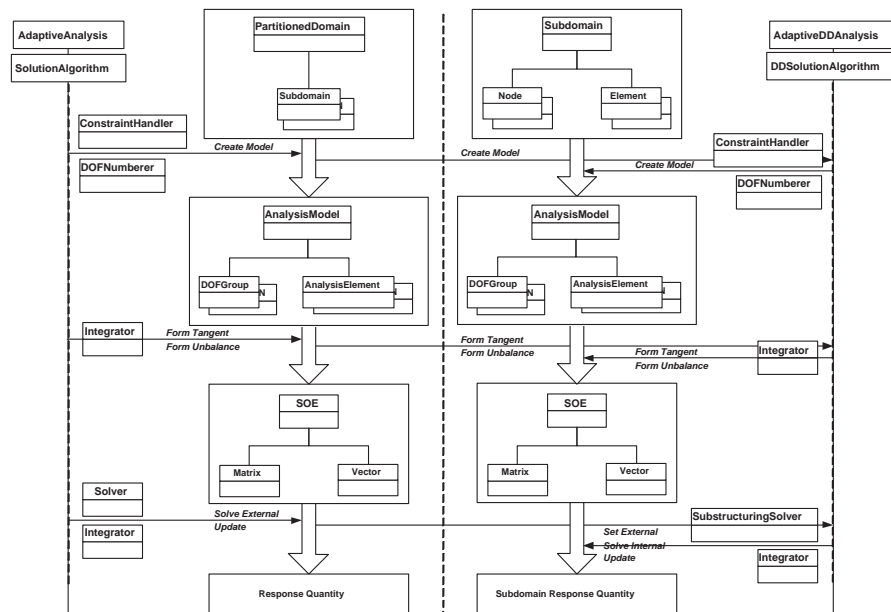 AdaptiveAnalysis
SolutionAlgorithm
PartitionedDomain
Subdomain
N
Subdomain
Node
Element
AdaptiveDDAnalysis
DDSolutionAlgorithm
ConstraintHandler
Create Model
DOFNumberer
Create Model
Create Model
ConstraintHandler
DOFNumberer
AnalysisModel
DOFGroup
N
AnalysisElement
N
AnalysisModel
DOFGroup
N
AnalysisElement
N
Integrator
Form Tangent
Form Unbalance
Form Tangent
Form Unbalance
Form Tangent
Form Unbalance
Integrator
SOE
Matrix
Vector
SOE
Matrix
Vector
Solver
Solve External
Update
Integrator
SubstructuringSolver
Set External
Solve Internal
Update
Integrator
Response Quantity
Subdomain Response Quantity